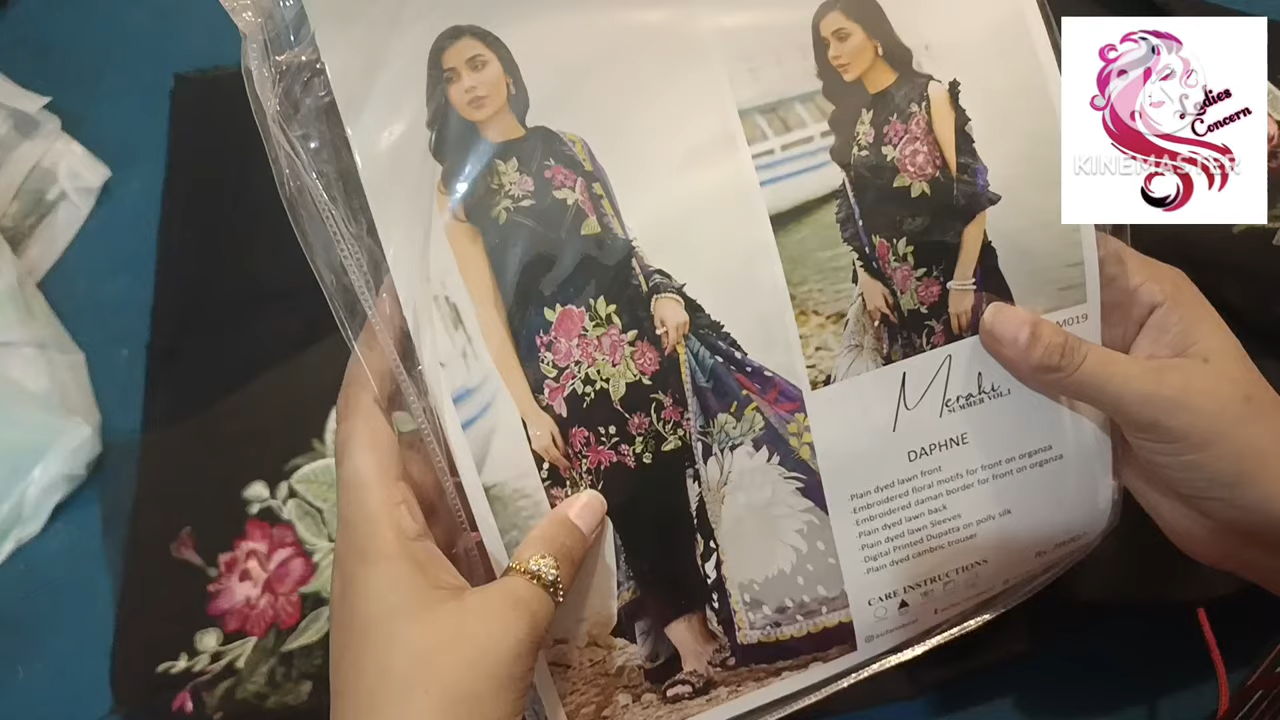 Ladies
Concern
KINEMASTER
M019
Meraki
SUMMER VOL.1
DAPHNE
-Plain dyed lawn front
-Embroidered floral motifs for front on organza
-Embroidered daman border for front on organza
-Plain dyed lawn back
-Plain dyed lawn Sleeves
-Digital Printed Dupatta on polly silk
-Plain dyed cambric trouser
CARE INSTRUCTIONS